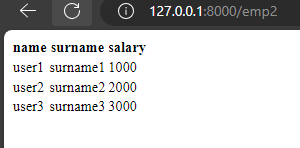 127.0.0.1:8000/emp2
name surname salary
user1 surname1 1000
user2 surname2 2000
user3 surname3 3000